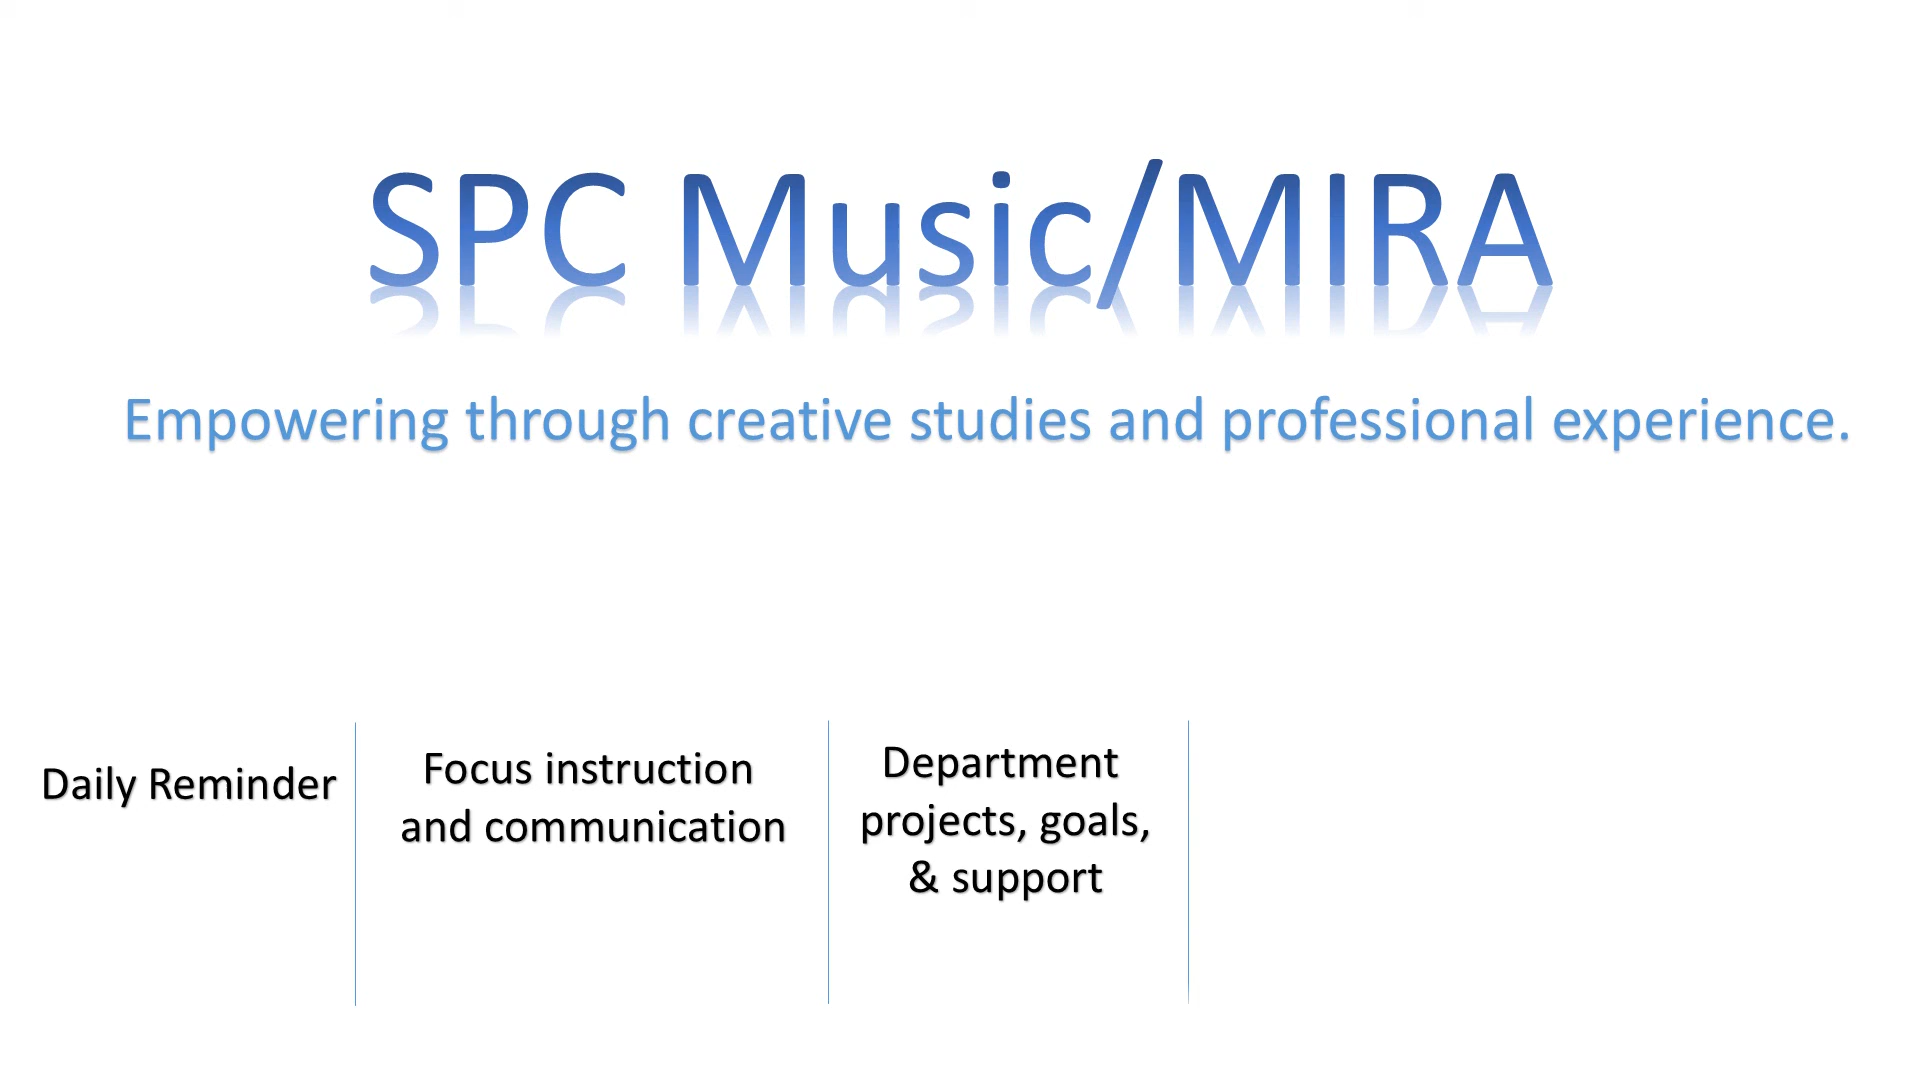 SPC Music/MIRA
Empowering through creative studies and professional experience.
Daily Reminder
Focus instruction
and communication
Department
projects, goals,
& support